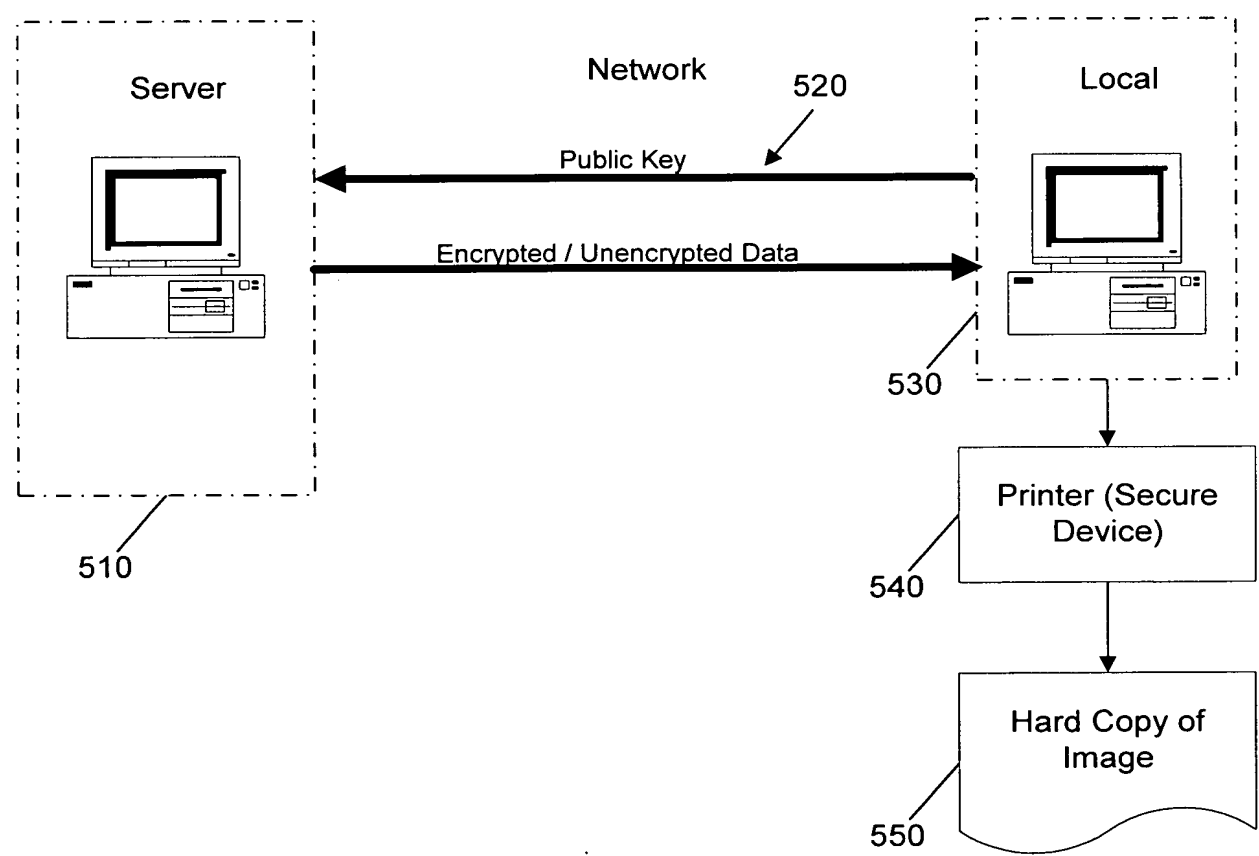 Server
Network
520
Local
Public Key
Encrypted / Unencrypted Data
530
Printer (Secure
Device)
510
540
Hard Copy of
Image
550